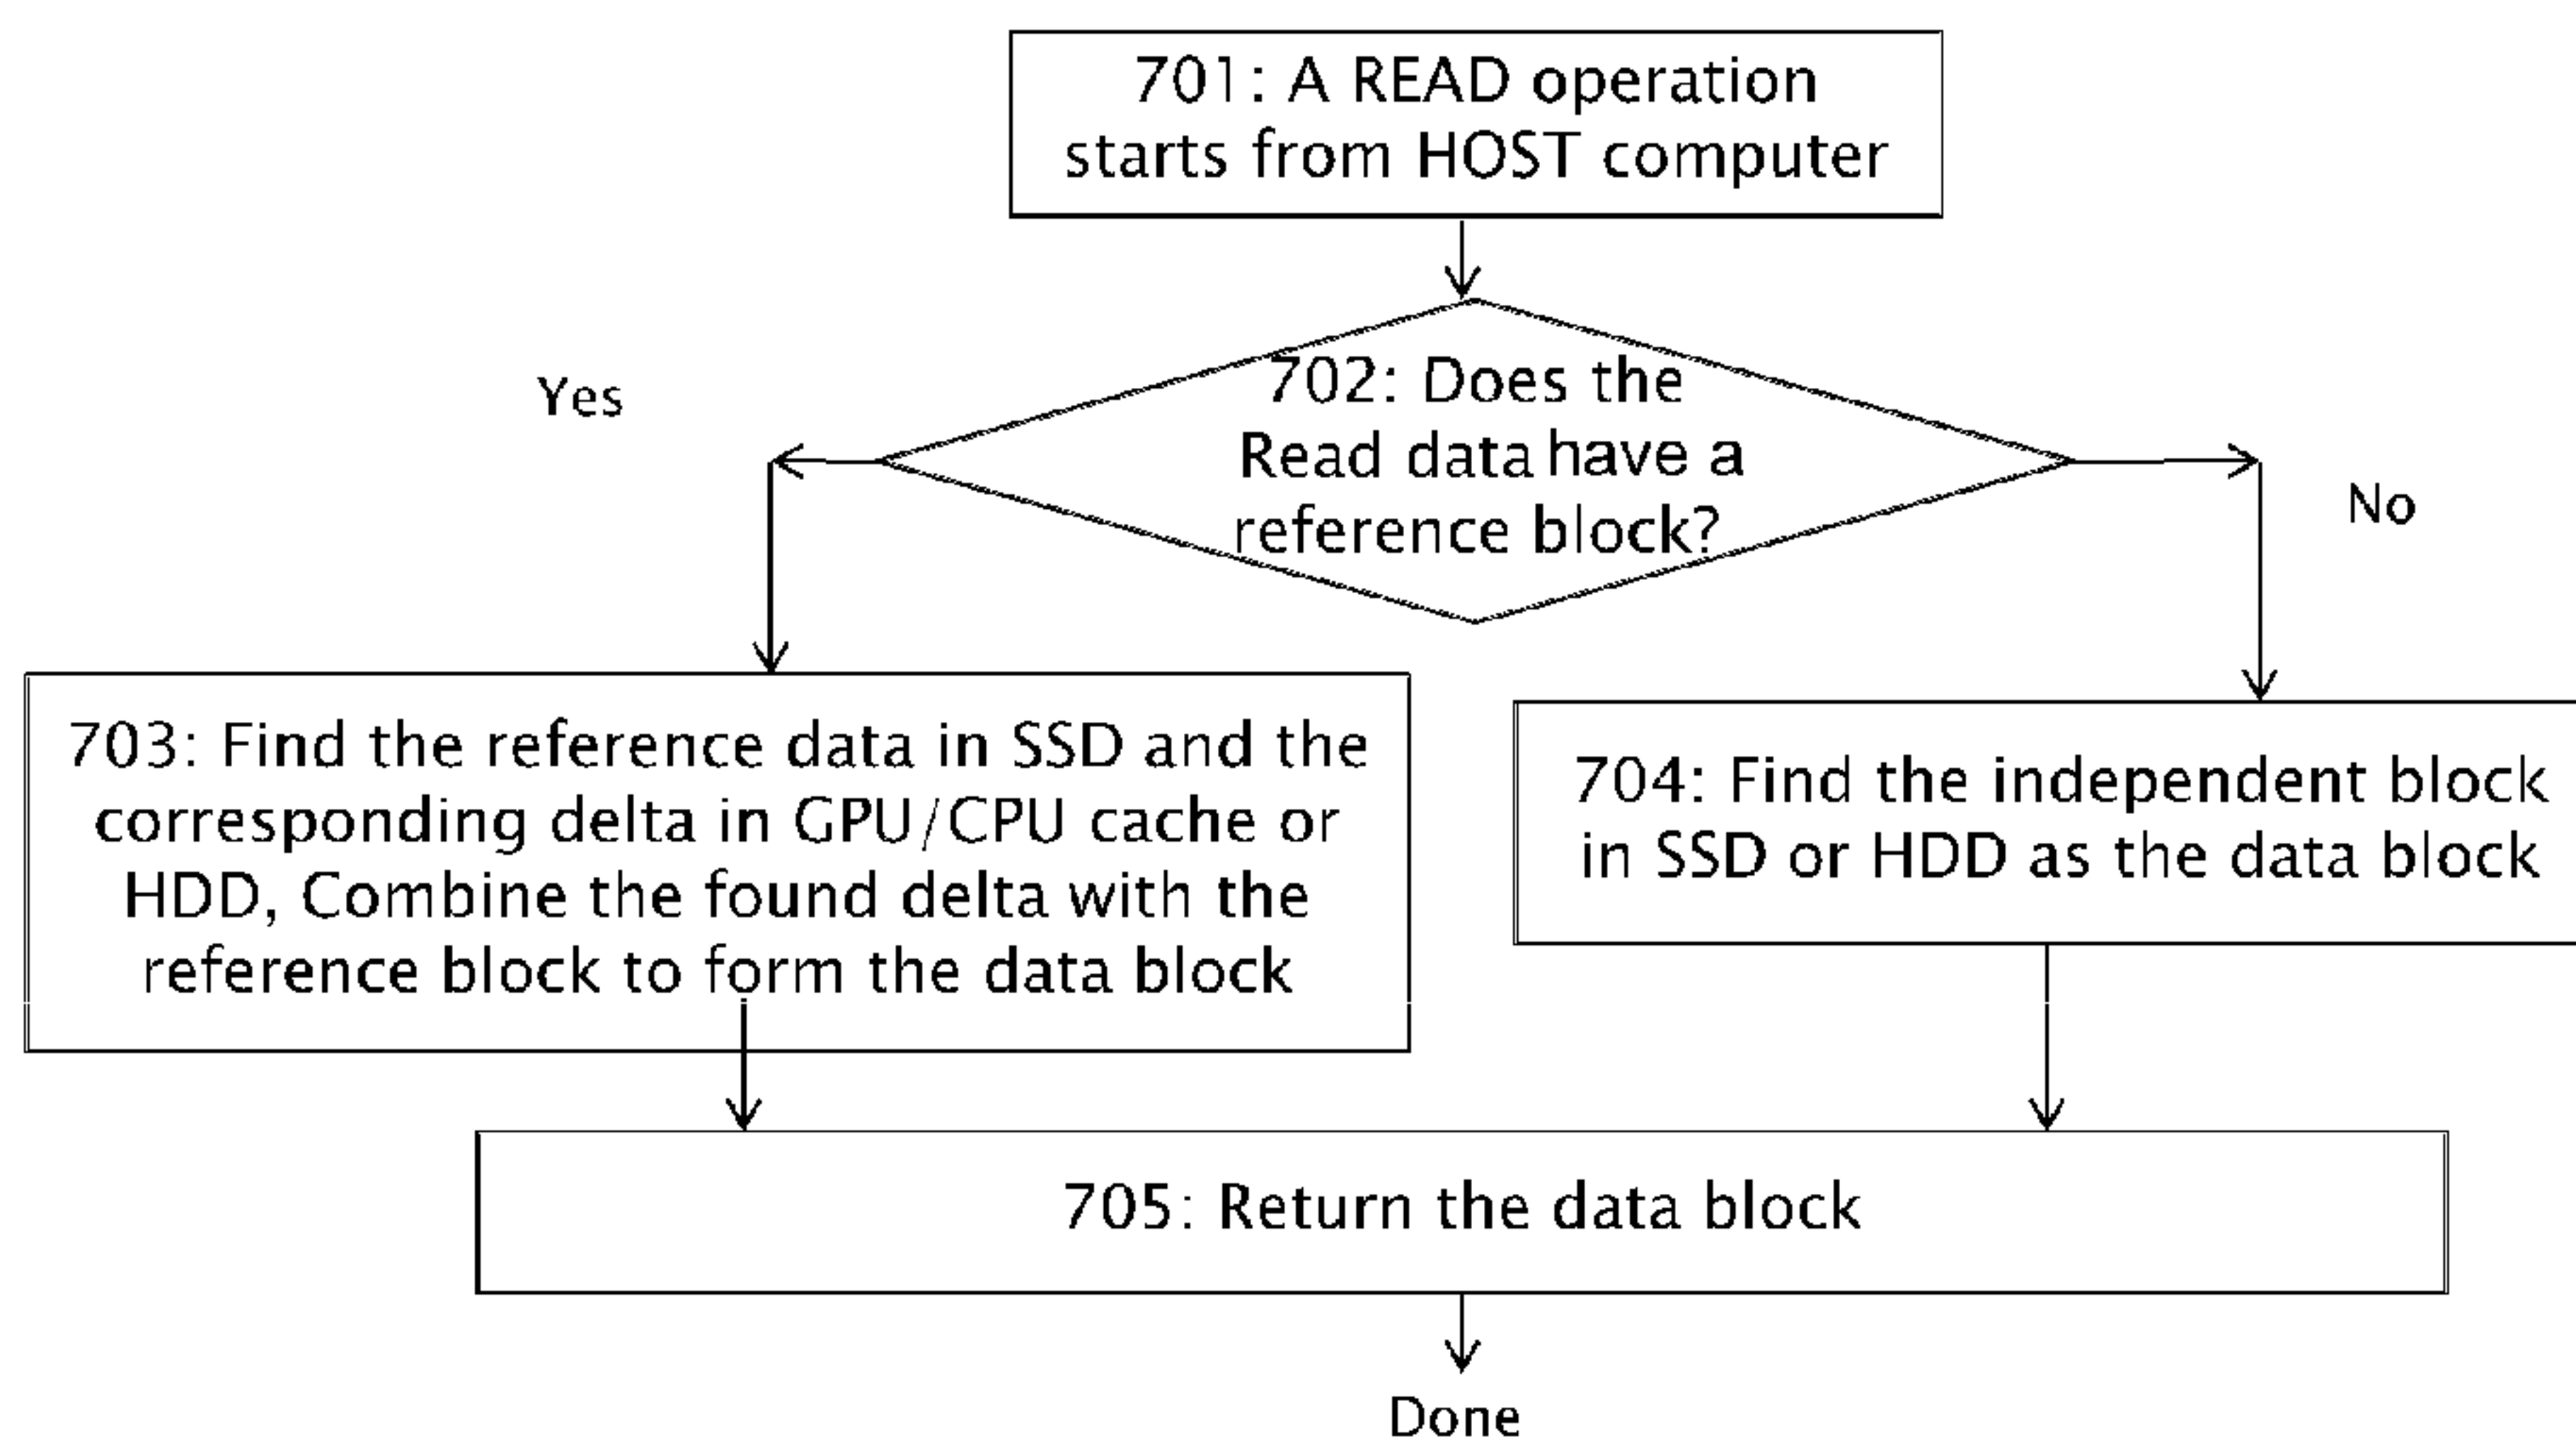 701: A READ operation
starts from HOST computer
702: Does the
Read data have a
reference block?
Yes
No
703: Find the reference data in SSD and the
corresponding delta in GPU/CPU cache or
HDD, Combine the found delta with the
reference block to form the data block
704: Find the independent block
in SSD or HDD as the data block
705: Return the data block
Done